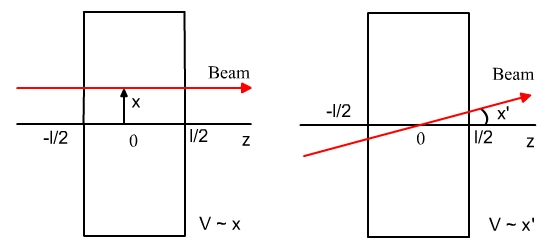 Beam
x
-l/2
0
l/2
z
V ~ x
Beam
-l/2
x'
0
l/2
z
V ~ x'